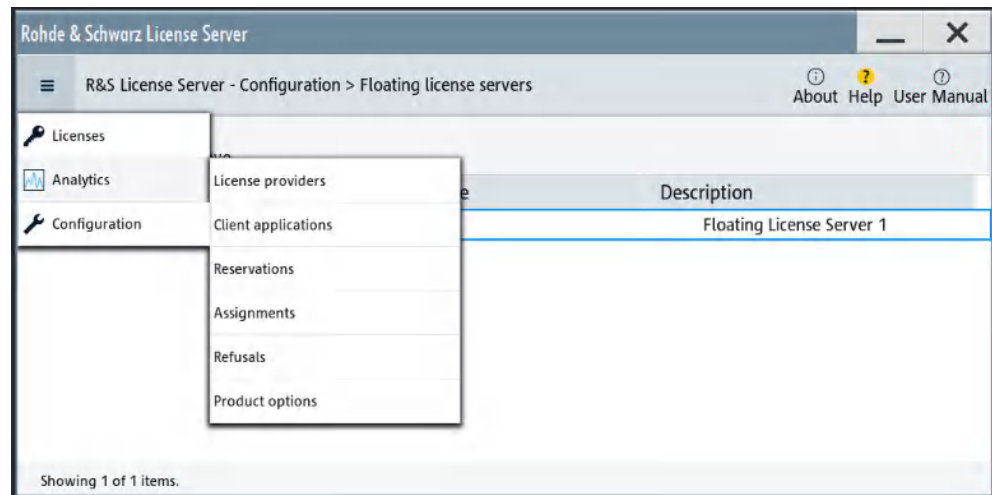 Rohde & Schwarz License Server
R&S License Server - Configuration > Floating license servers
About Help User Manual
Licenses
Analytics
Configuration
License providers
Client applications
Reservations
Assignments
Refusals
Product options
Description
Floating License Server 1
Showing 1 of 1 items.